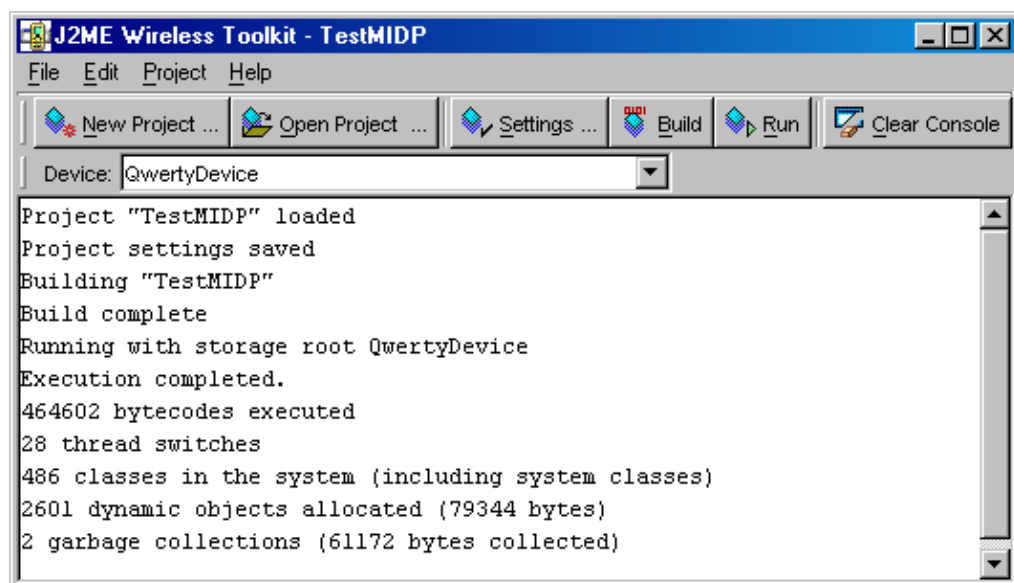 J2ME Wireless Toolkit - TestMIDP
File Edit Project Help
New Project ... Open Project ... Settings ... Build Run Clear Console
Device: QwertyDevice
Project "TestMIDP" loaded
Project settings saved
Building "TestMIDP"
Build complete
Running with storage root QwertyDevice
Execution completed.
464602 bytecodes executed
28 thread switches
486 classes in the system (including system classes)
2601 dynamic objects allocated (79344 bytes)
2 garbage collections (61172 bytes collected)